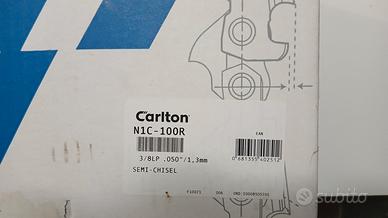 Carlton
N1C-100R
EAN
3/8LP .050"/1,3mm
0 681355 402512
SEMI-CHISEL
subito